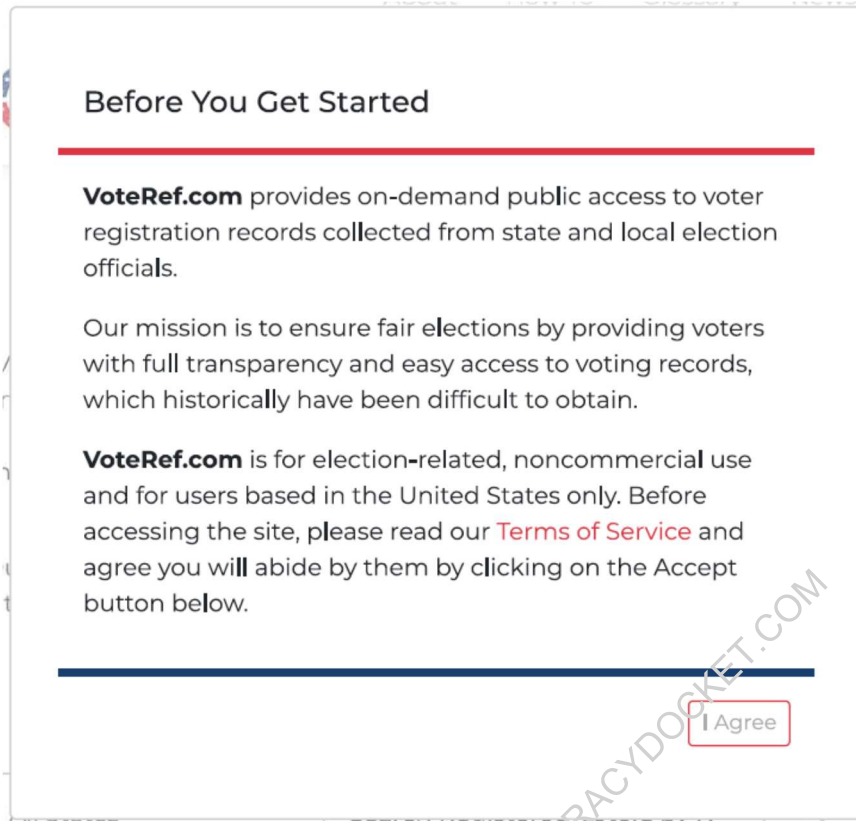 Before You Get Started
VoteRef.com provides on-demand public access to voter
registration records collected from state and local election
officials.
Our mission is to ensure fair elections by providing voters
with full transparency and easy access to voting records,
which historically have been difficult to obtain.
VoteRef.com is for election-related, noncommercial use
and for users based in the United States only. Before
accessing the site, please read our Terms of Service and
agree you will abide by them by clicking on the Accept
button below.
I Agree
RACYDOCKET.COM